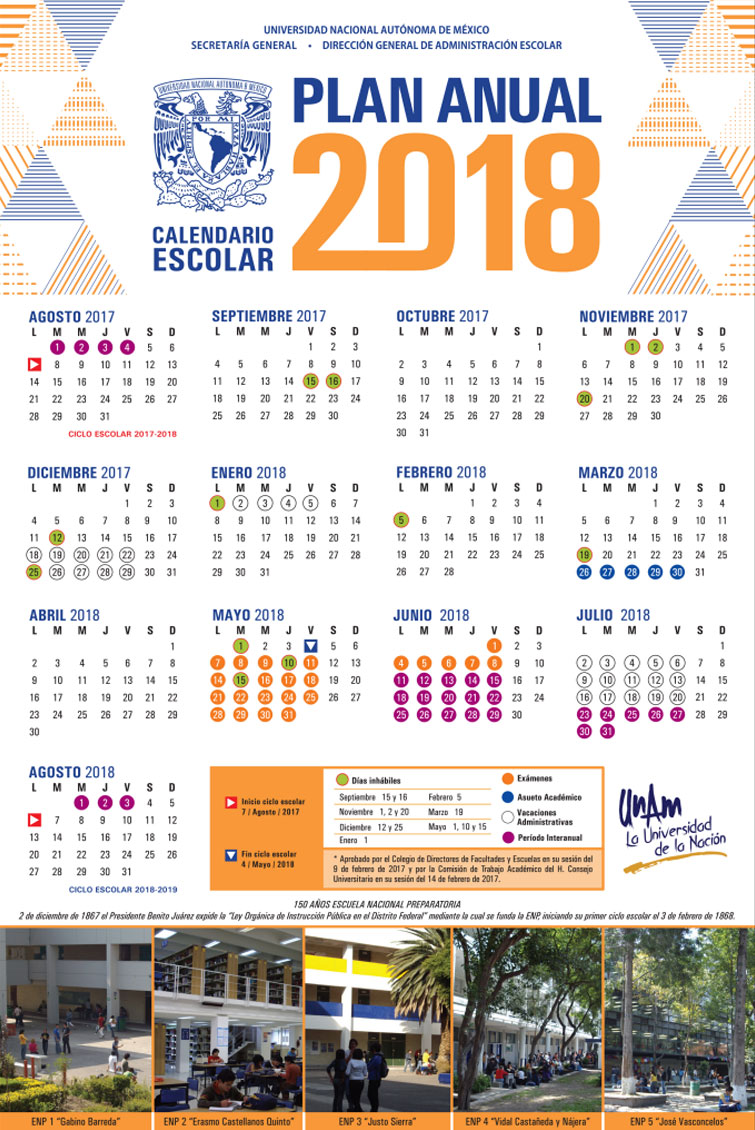 UNIVERSIDAD NACIONAL AUTÓNOMA DE MÉXICO
SECRETARÍA GENERAL • DIRECCIÓN GENERAL DE ADMINISTRACIÓN ESCOLAR
UNIVERSIDAD NACIONAL AUTONOMA D MEXICO
POR MI
PLAN ANUAL
2018
CALENDARIO
ESCOLAR
AGOSTO 2017
L M M J V S D
1 2 3 4 5 6
8 9 10 11 12 13
14 15 16 17 18 19 20
21 22 23 24 25 26 27
28 29 30 31
CICLO ESCOLAR 2017-2018
SEPTIEMBRE 2017
L M M J V S D
1 2 3
4 5 6 7 8 9 10
11 12 13 14 15 16 17
18 19 20 21 22 23 24
25 26 27 28 29 30
OCTUBRE 2017
L M M J V S D
1
2 3 4 5 6 7 8
9 10 11 12 13 14 15
16 17 18 19 20 21 22
23 24 25 26 27 28 29
30 31
NOVIEMBRE 2017
L M M J V S D
1 2 3 4 5
6 7 8 9 10 11 12
13 14 15 16 17 18 19
20 21 22 23 24 25 26
27 28 29 30
DICIEMBRE 2017
L M M J V S D
1 2 3
4 5 6 7 8 9 10
11 12 13 14 15 16 17
18 19 20 21 22 23 24
25 26 27 28 29 30 31
ENERO 2018
L M M J V S D
1 2 3 4 5 6 7
8 9 10 11 12 13 14
15 16 17 18 19 20 21
22 23 24 25 26 27 28
29 30 31
FEBRERO 2018
L M M J V S D
1 2 3 4
5 6 7 8 9 10 11
12 13 14 15 16 17 18
19 20 21 22 23 24 25
26 27 28
MARZO 2018
L M M J V S D
1 2 3 4
5 6 7 8 9 10 11
12 13 14 15 16 17 18
19 20 21 22 23 24 25
26 27 28 29 30 31
ABRIL 2018
L M M J V S D
1
2 3 4 5 6 7 8
9 10 11 12 13 14 15
16 17 18 19 20 21 22
23 24 25 26 27 28 29
30
MAYO 2018
L M M J V S D
1 2 3 5 6
7 8 9 10 11 12 13
14 15 16 17 18 19 20
21 22 23 24 25 26 27
28 29 30 31
JUNIO 2018
L M M J V S D
1 2 3
4 5 6 7 8 9 10
11 12 13 14 15 16 17
18 19 20 21 22 23 24
25 26 27 28 29 30
JULIO 2018
L M M J V S D
1
2 3 4 5 6 7 8
9 10 11 12 13 14 15
16 17 18 19 20 21 22
23 24 25 26 27 28 29
30 31
AGOSTO 2018
L M M J V S D
1 2 3 4 5
7 8 9 10 11 12
13 14 15 16 17 18 19
20 21 22 23 24 25 26
27 28 29 30 31
CICLO ESCOLAR 2018-2019
Inicio ciclo escolar
7 / Agosto / 2017
Fin ciclo escolar
4 / Mayo / 2018
Días inhábiles
Septiembre 15 y 16 Febrero 5
Noviembre 1, 2 y 20 Marzo 19
Diciembre 12 y 25 Mayo 1, 10 y 15
Enero 1
Exámenes
Asueto Académico
Vacaciones
Administrativas
Período Interanual
* Aprobado por el Colegio de Directores de Facultades y Escuelas en su sesión del
9 de febrero de 2017 y por la Comisión de Trabajo Académico del H. Consejo
Universitario en su sesión del 14 de febrero de 2017.
UNAM
La Universidad
de la Nación
150 AÑOS ESCUELA NACIONAL PREPARATORIA
2 de diciembre de 1867 el Presidente Benito Juárez expide la "Ley Orgánica de Instrucción Pública en el Distrito Federal" mediante la cual se funda la ENP, iniciando su primer ciclo escolar el 3 de febrero de 1868.
ENP 1 "Gabino Barreda"
ENP 2 "Erasmo Castellanos Quinto"
ENP 3 "Justo Sierra"
ENP 4 "Vidal Castañeda y Nájera"
ENP 5 "José Vasconcelos"